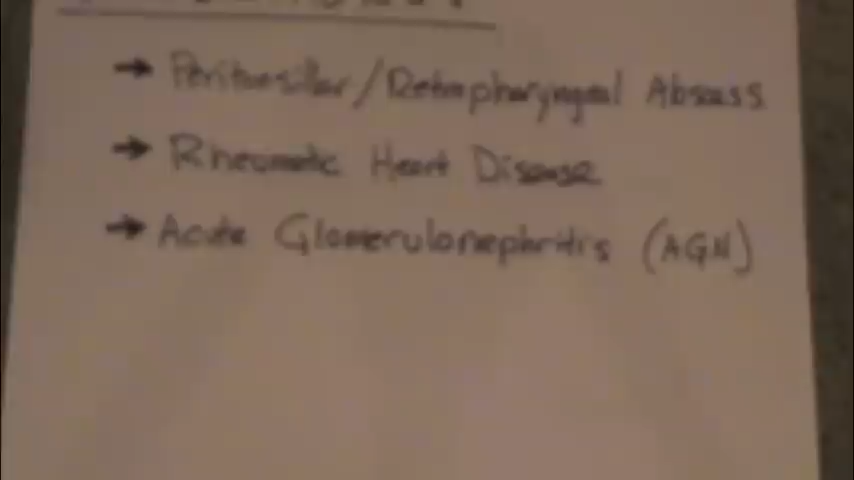 → Peritonsillar/Retropharyngeal Abscess
→ Rheumatic Heart Disease
→ Acute Glomerulonephritis (AGN)